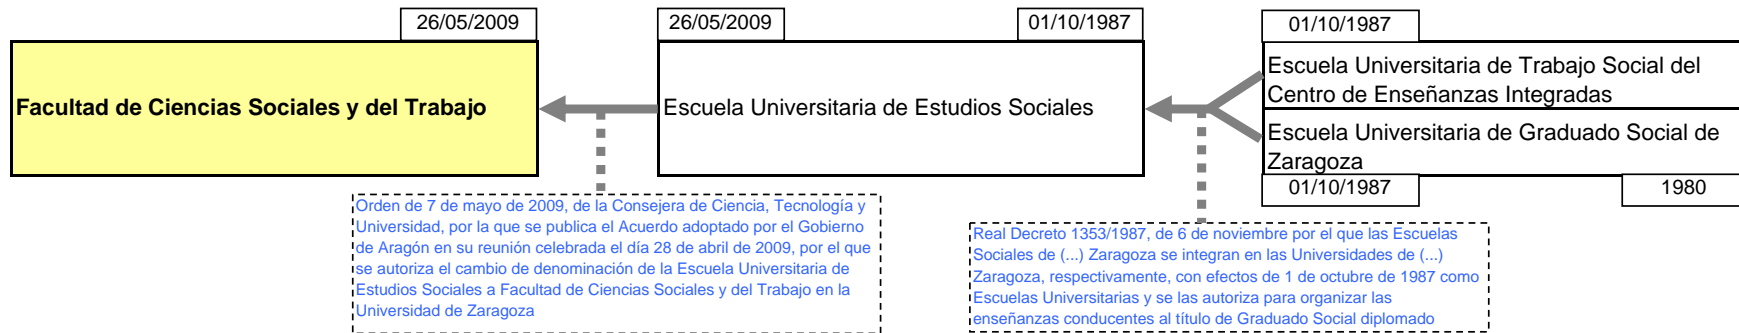 26/05/2009
26/05/2009
01/10/1987
01/10/1987
Facultad de Ciencias Sociales y del Trabajo
Escuela Universitaria de Estudios Sociales
Escuela Universitaria de Trabajo Social del
Centro de Enseñanzas Integradas
Escuela Universitaria de Graduado Social de
Zaragoza
01/10/1987
1980
Orden de 7 de mayo de 2009, de la Consejera de Ciencia, Tecnología y
Universidad, por la que se publica el Acuerdo adoptado por el Gobierno
de Aragón en su reunión celebrada el día 28 de abril de 2009, por el que
se autoriza el cambio de denominación de la Escuela Universitaria de
Estudios Sociales a Facultad de Ciencias Sociales y del Trabajo en la
Universidad de Zaragoza
Real Decreto 1353/1987, de 6 de noviembre por el que las Escuelas
Sociales de (...) Zaragoza se integran en las Universidades de (...)
Zaragoza, respectivamente, con efectos de 1 de octubre de 1987 como
Escuelas Universitarias y se las autoriza para organizar las
enseñanzas conducentes al título de Graduado Social diplomado